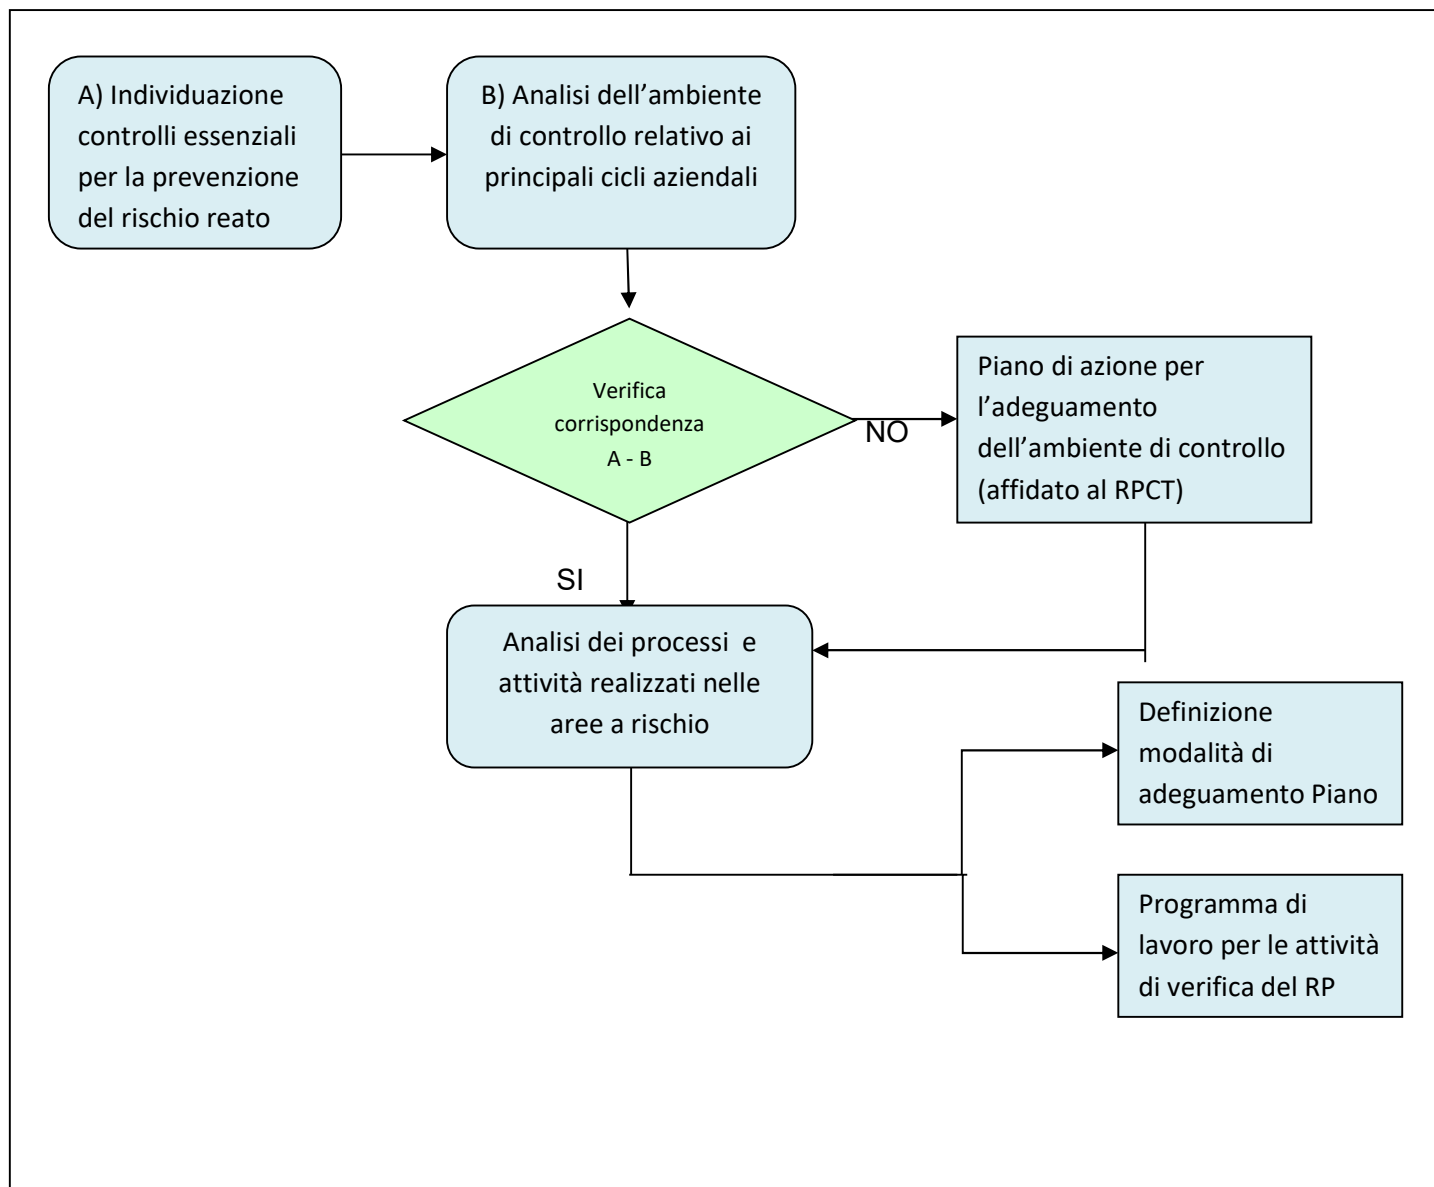 A) Individuazione
controlli essenziali
per la prevenzione
del rischio reato
B) Analisi dell’ambiente
di controllo relativo ai
principali cicli aziendali
Verifica
corrispondenza
A - B
NO
Piano di azione per
l’adeguamento
dell’ambiente di controllo
(affidato al RPCT)
SI
Analisi dei processi  e
attività realizzati nelle
aree a rischio
Definizione
modalità di
adeguamento Piano
Programma di
lavoro per le attività
di verifica del RP